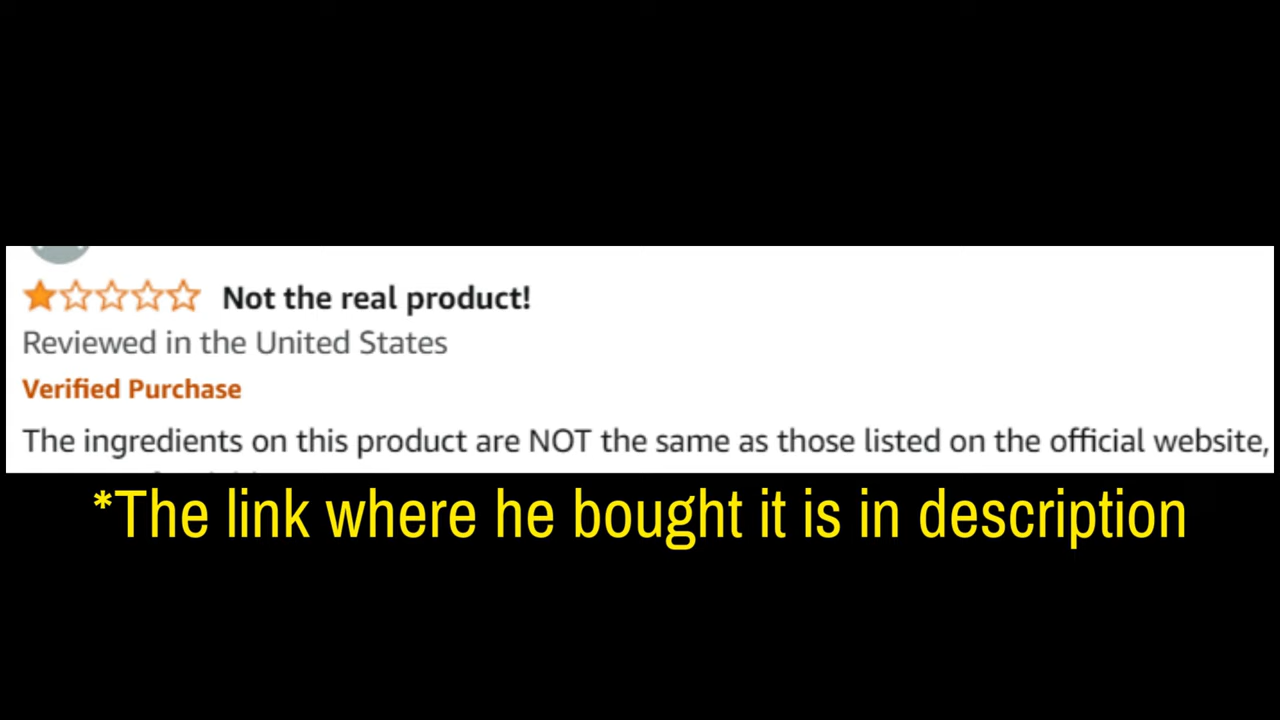 Not the real product!
Reviewed in the United States
Verified Purchase
The ingredients on this product are NOT the same as those listed on the official website,
*The link where he bought it is in description